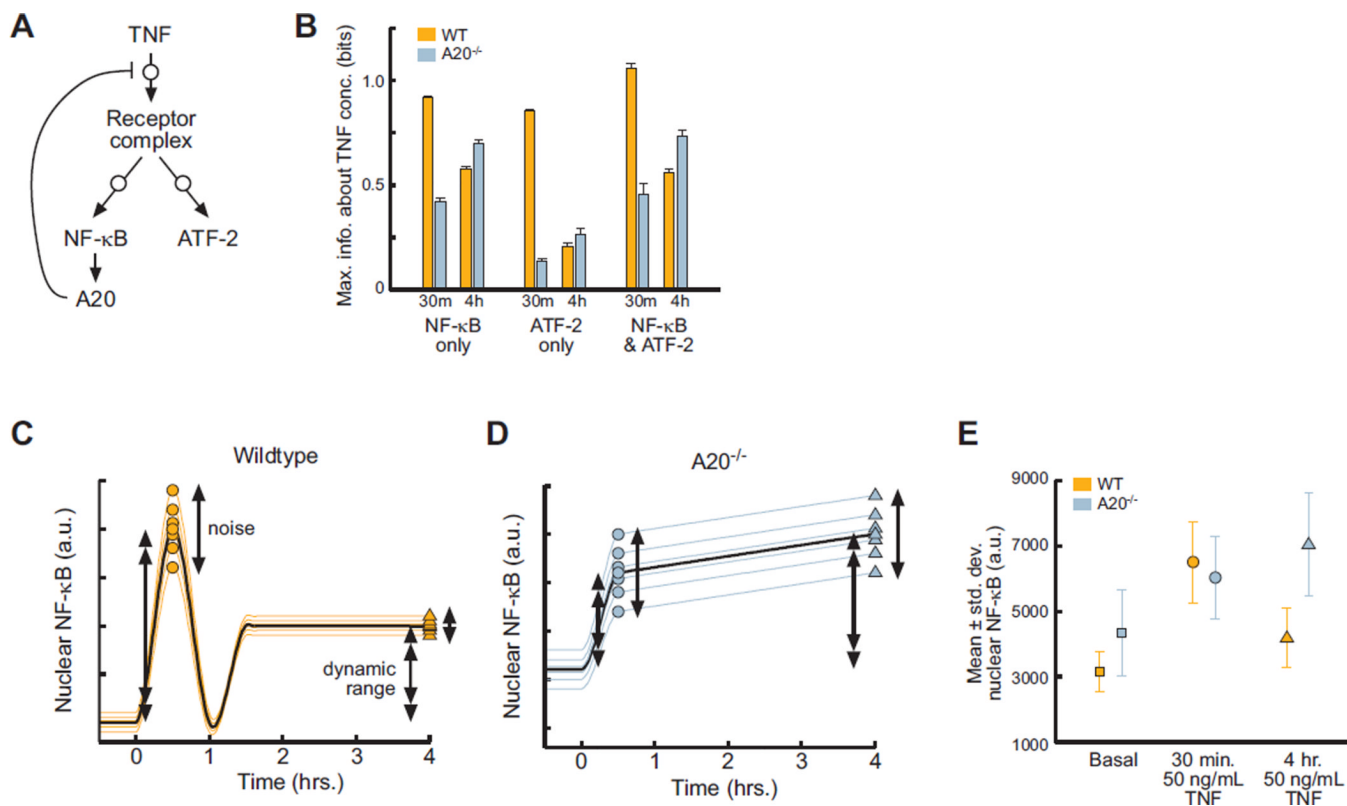 A
TNF
Receptor
complex
NF-κB
ATF-2
A20
B
WT
A20-/-
Max. info. about TNF conc. (bits)
1.0
0.5
0
30m 4h 30m 4h 30m 4h
NF-κB ATF-2 NF-κB
only only & ATF-2
C
Wildtype
Nuclear NF-κB (a.u.)
noise
dynamic
range
0 1 2 3 4
Time (hrs.)
D
A20-/-
Nuclear NF-κB (a.u.)
0 1 2 3 4
Time (hrs.)
E
WT
A20-/-
Mean ± std. dev.
nuclear NF-κB (a.u.)
9000
7000
5000
3000
1000
Basal 30 min. 4 hr.
50 ng/mL 50 ng/mL
TNF TNF